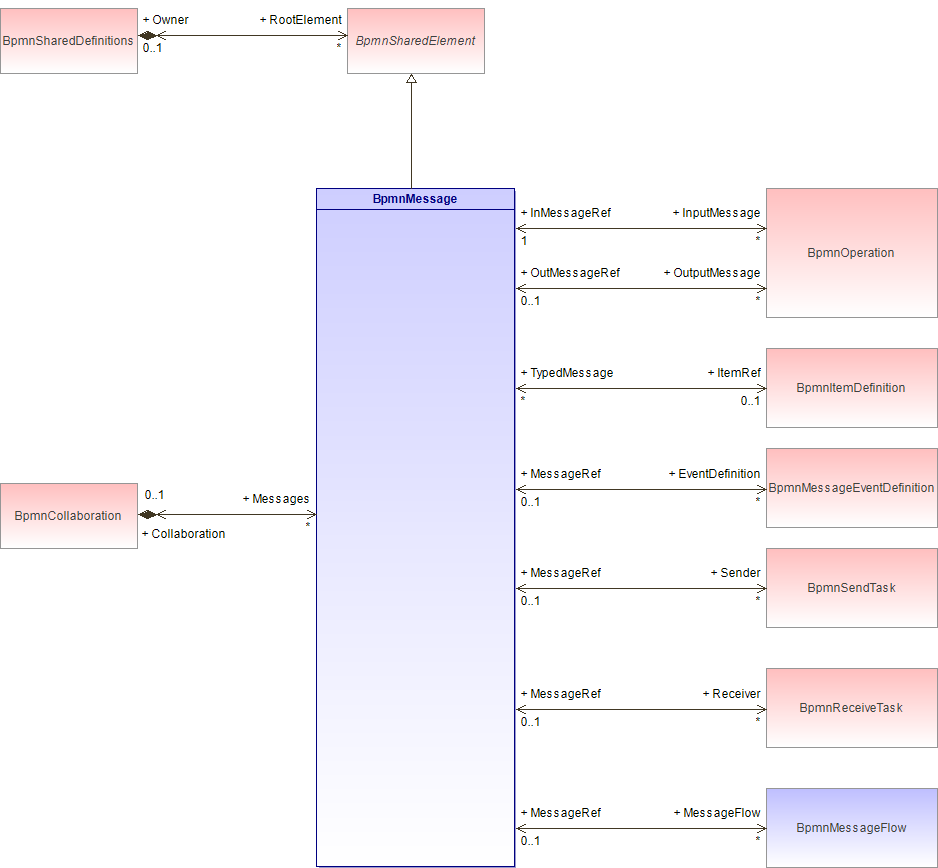 + Owner
+ RootElement
BpmnSharedDefinitions
BpmnSharedElement
0..1
*
BpmnMessage
+ InMessageRef
+ InputMessage
1
*
BpmnOperation
+ OutMessageRef
+ OutputMessage
0..1
*
+ TypedMessage
+ ItemRef
*
0..1
BpmnItemDefinition
+ MessageRef
+ EventDefinition
0..1
*
BpmnMessageEventDefinition
0..1
+ Messages
BpmnCollaboration
*
+ Collaboration
+ MessageRef
+ Sender
0..1
*
BpmnSendTask
+ MessageRef
+ Receiver
0..1
*
BpmnReceiveTask
+ MessageRef
+ MessageFlow
0..1
*
BpmnMessageFlow